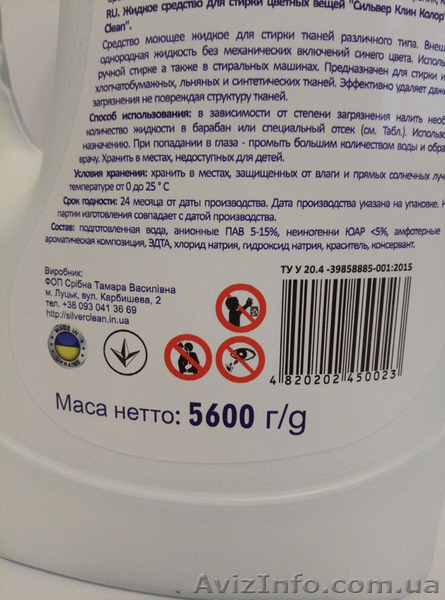 RU. Жидкое средство для стирки цветных вещей "Сильвер Клин Колор
Clean".
Средство моющее жидкое для стирки тканей различного типа. Внеш
однородная жидкость без механических включений синего цвета. Исполь
ручной стирке а также в стиральных машинах. Предназначен для стирки и
хлопчатобумажных, льняных и синтетических тканей. Эффективно удаляет даже
загрязнения не повреждая структуру тканей.
Способ использования: в зависимости от степени загрязнения налить необ
количество жидкости в барабан или специальный отсек (см. Табл.). Использ
назначению. При попадании в глаза - промыть большим количеством воды и обра
врачу. Хранить в местах, недоступных для детей.
Условия хранения: хранить в местах, защищенных от влаги и прямых солнечных луч
температуре от 0 до 25 ° С
Срок годности: 24 месяца от даты производства. Дата производства указана на упаковке.
партии изготовления совпадает с датой производства.
Состав: подготовленная вода, анионные ПАВ 5-15%, неиногенни ЮАР <5%, амфотерные
ароматическая композиция, ЭДТА, хлорид натрия, гидроксид натрия, краситель, консервант.
Виробник:
ФОП Срібна Тамара Василівна
м. Луцьк, вул. Карбишева, 2
тел. +38 093 041 36 69
http://silverclean.in.ua
ТУ У 20.4 -39858885-001:2015
MADE IN
UKRAINE
4 820202 450023
Маса нетто: 5600 г/g
AvizInfo.com.ua